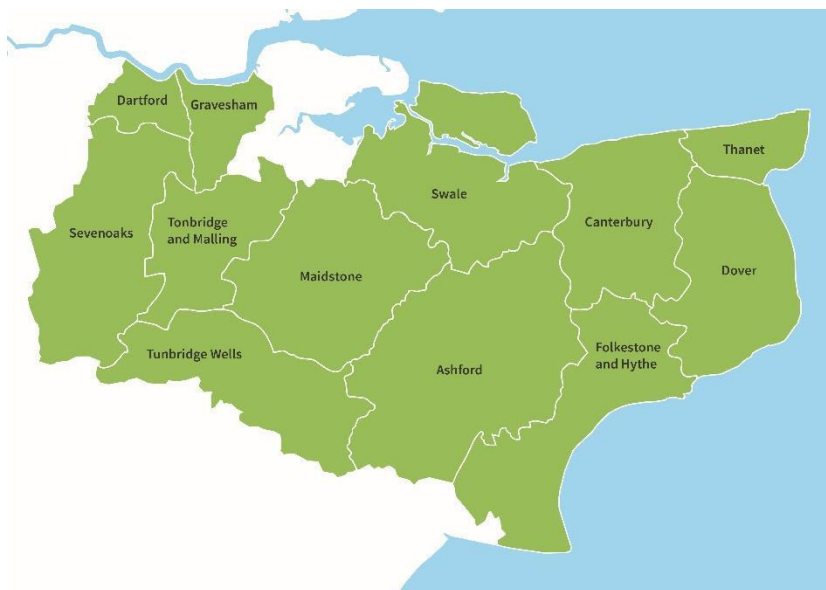 Dartford
Gravesham
Thanet
Swale
Tonbridge
and Malling
Canterbury
Sevenoaks
Maidstone
Dover
Tunbridge Wells
Folkestone
and Hythe
Ashford